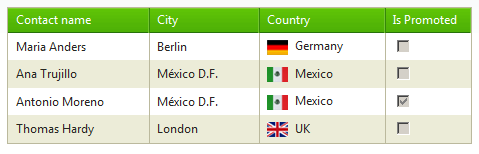 Contact name City Country Is Promoted
Maria Anders Berlin Germany
Ana Trujillo México D.F. Mexico
Antonio Moreno México D.F. Mexico
Thomas Hardy London UK